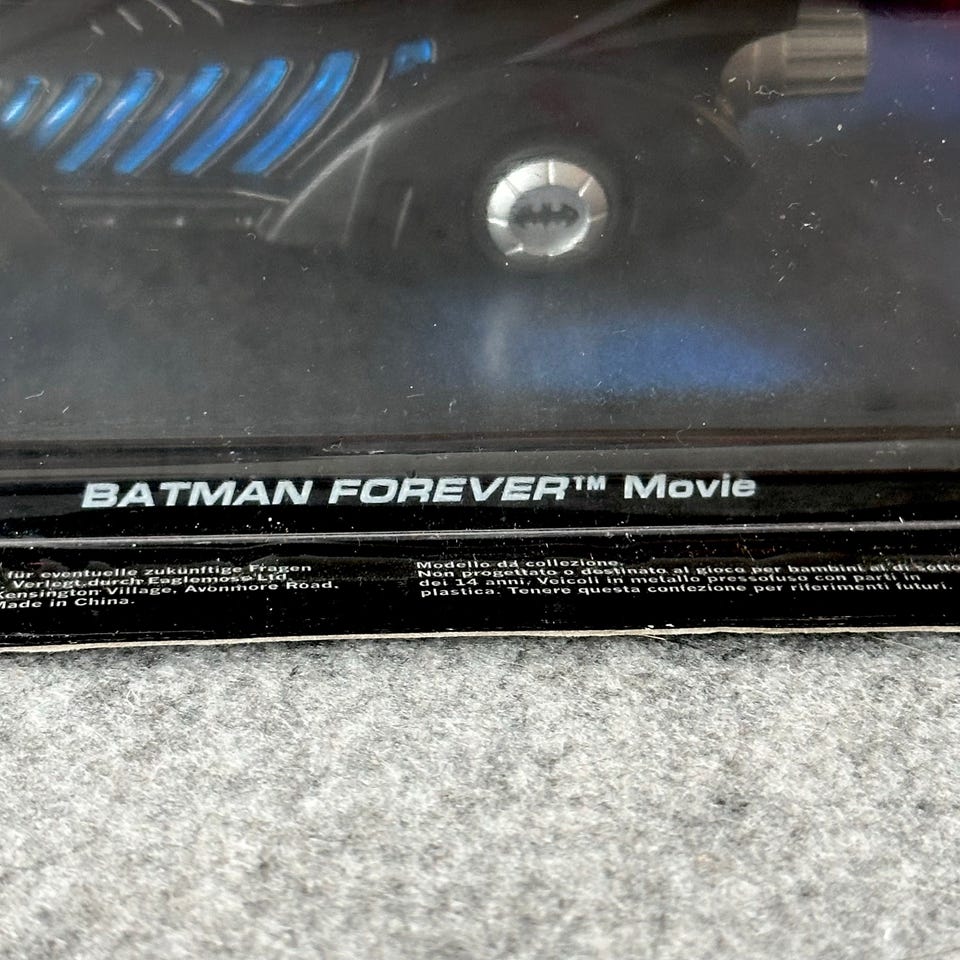 BATMAN FOREVER™ Movie
für eventuelle zukünftige Fragen
Verlegt durch Eaglemoss Ltd.
Kensington Village, Avonmore Road.
Made in China.
Modello da collezione.
Non progettato o destinato al gioco per bambini di sotto
dei 14 anni. Veicoli in metallo pressofuso con parti in
plastica. Tenere questa confezione per riferimenti futuri.